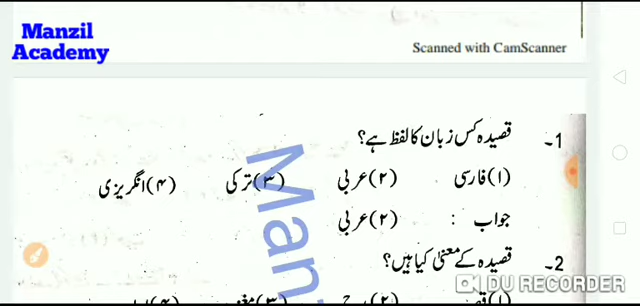 Manzil
Academy
Scanned with CamScanner
1۔ قصیدہ کس زبان کا لفظ ہے؟
(۱) فارسی (۲) عربی (۳) ترکی (۴) انگریزی
جواب : (۲) عربی
2۔ قصیدہ کے معنی کیا ہیں؟
DU RECORDER